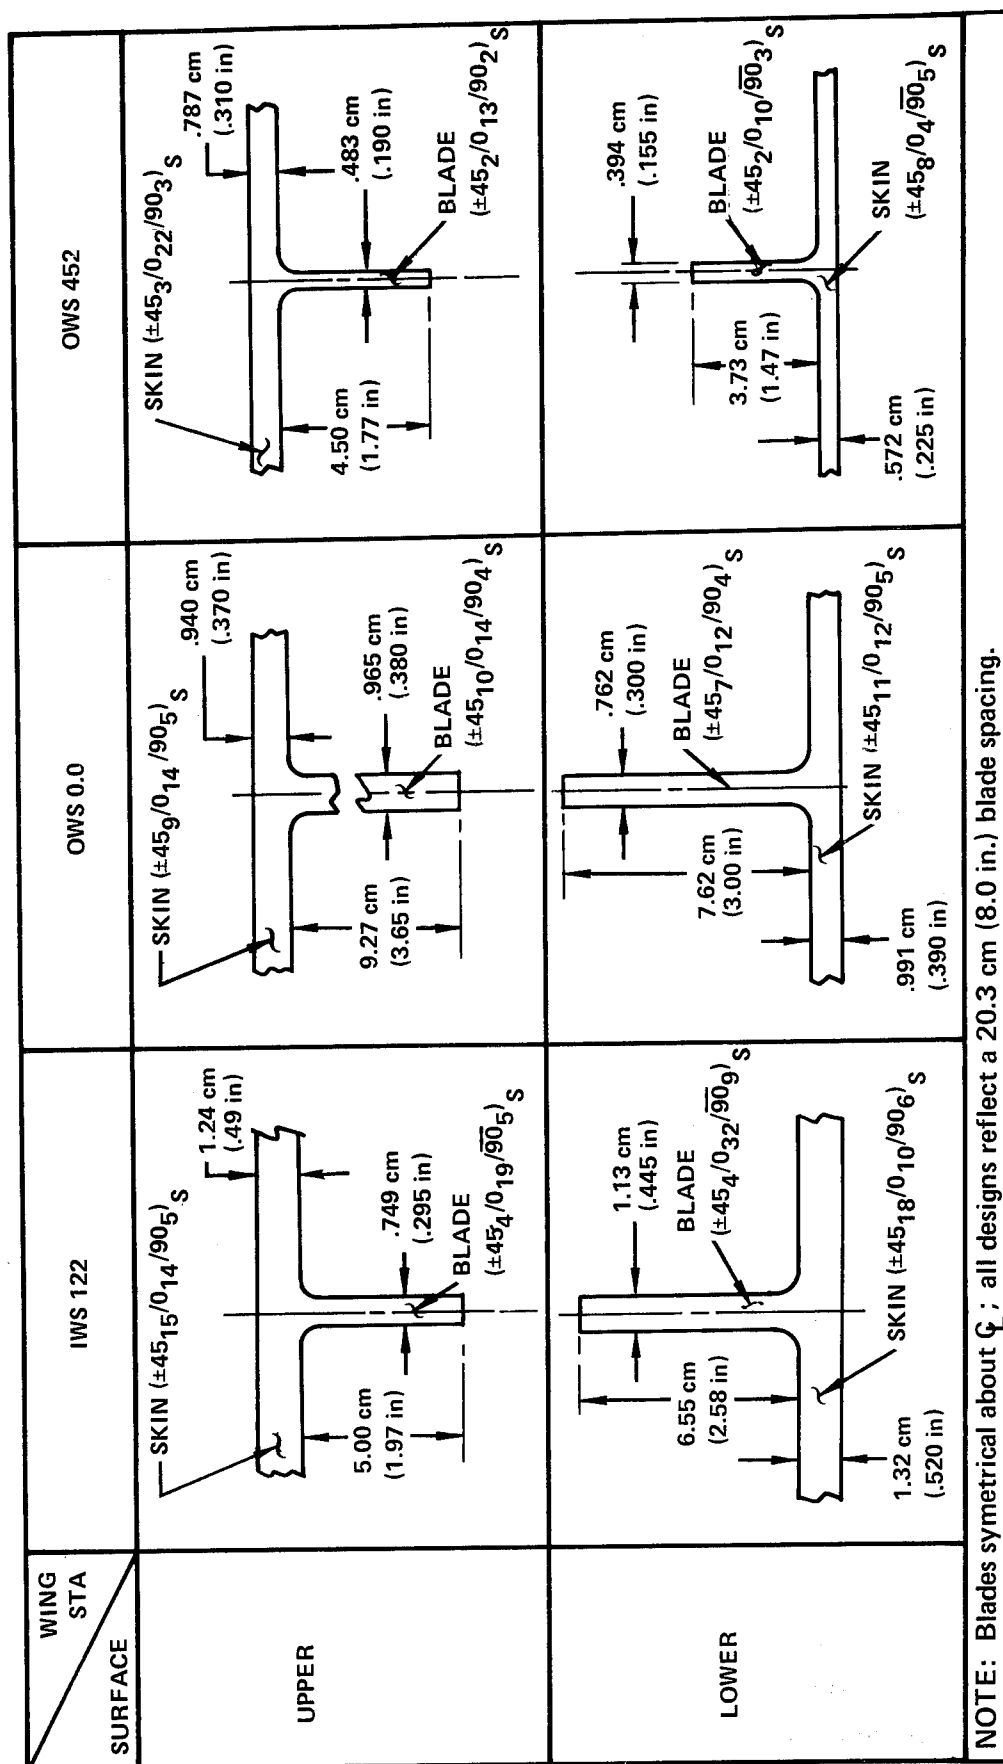 WING
STA
SURFACE
IWS 122
OWS 0.0
OWS 452
UPPER
SKIN (±45₁₅/0₁₄/90₅)S
1.24 cm
(.49 in)
5.00 cm
(1.97 in)
.749 cm
(.295 in)
BLADE
(±45₄/0₁₉/9̅0̅₅)S
SKIN (±45₉/0₁₄/90₅)S
.940 cm
(.370 in)
9.27 cm
(3.65 in)
.965 cm
(.380 in)
BLADE
(±45₁₀/0₁₄/90₄)S
SKIN (±45₃/0₂₂/90₃)S
.787 cm
(.310 in)
4.50 cm
(1.77 in)
.483 cm
(.190 in)
BLADE
(±45₂/0₁₃/90₂)S
LOWER
1.13 cm
(.445 in)
BLADE
(±45₄/0₃₂/9̅0̅₉)S
6.55 cm
(2.58 in)
1.32 cm
(.520 in)
SKIN (±45₁₈/0₁₀/90₆)S
.762 cm
(.300 in)
BLADE
(±45₇/0₁₂/90₄)S
7.62 cm
(3.00 in)
.991 cm
(.390 in)
SKIN (±45₁₁/0₁₂/90₅)S
.394 cm
(.155 in)
BLADE
(±45₂/0₁₀/9̅0̅₃)S
3.73 cm
(1.47 in)
.572 cm
(.225 in)
SKIN
(±45₈/0₄/9̅0̅₅)S
NOTE: Blades symetrical about ℄; all designs reflect a 20.3 cm (8.0 in.) blade spacing.